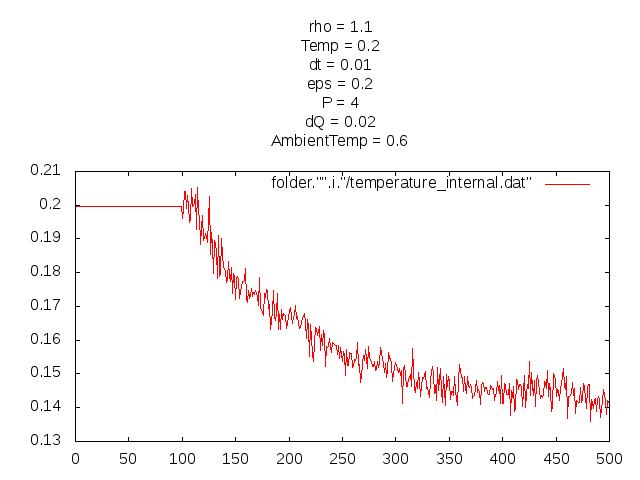 rho = 1.1
Temp = 0.2
dt = 0.01
eps = 0.2
P = 4
dQ = 0.02
AmbientTemp = 0.6
folder."".i."/temperature_internal.dat"
0.21
0.2
0.19
0.18
0.17
0.16
0.15
0.14
0.13
0 50 100 150 200 250 300 350 400 450 500